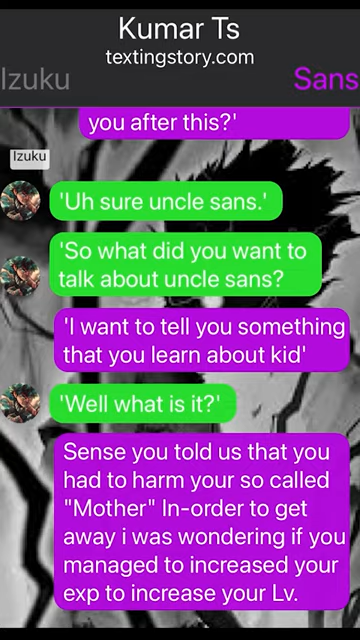 Kumar Ts
textingstory.com
Izuku Sans
you after this?'
Izuku
'Uh sure uncle sans.'
'So what did you want to
talk about uncle sans?
'I want to tell you something
that you learn about kid'
'Well what is it?'
Sense you told us that you
had to harm your so called
"Mother" In-order to get
away i was wondering if you
managed to increased your
exp to increase your Lv.